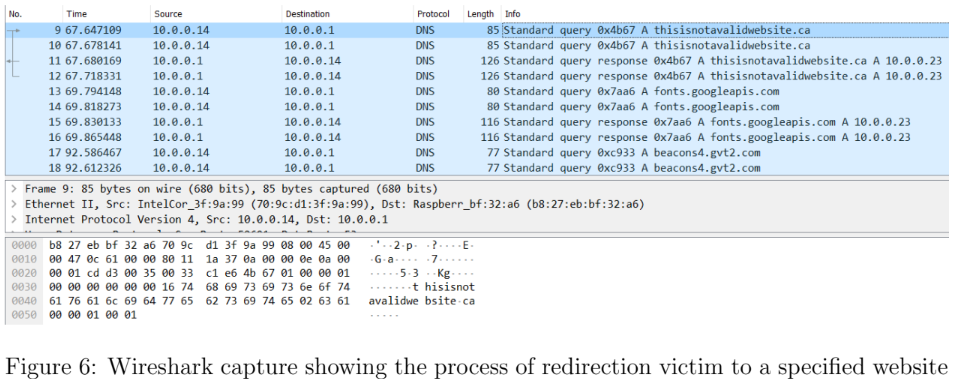 No. Time Source Destination Protocol Length Info
9 67.647109 10.0.0.14 10.0.0.1 DNS 85 Standard query 0x4b67 A thisisnotavalidwebsite.ca
10 67.678141 10.0.0.14 10.0.0.1 DNS 85 Standard query 0x4b67 A thisisnotavalidwebsite.ca
11 67.680169 10.0.0.1 10.0.0.14 DNS 126 Standard query response 0x4b67 A thisisnotavalidwebsite.ca A 10.0.0.23
12 67.718331 10.0.0.1 10.0.0.14 DNS 126 Standard query response 0x4b67 A thisisnotavalidwebsite.ca A 10.0.0.23
13 69.794148 10.0.0.14 10.0.0.1 DNS 80 Standard query 0x7aa6 A fonts.googleapis.com
14 69.818273 10.0.0.14 10.0.0.1 DNS 80 Standard query 0x7aa6 A fonts.googleapis.com
15 69.830133 10.0.0.1 10.0.0.14 DNS 116 Standard query response 0x7aa6 A fonts.googleapis.com A 10.0.0.23
16 69.865448 10.0.0.1 10.0.0.14 DNS 116 Standard query response 0x7aa6 A fonts.googleapis.com A 10.0.0.23
17 92.586467 10.0.0.14 10.0.0.1 DNS 77 Standard query 0xc933 A beacons4.gvt2.com
18 92.612326 10.0.0.14 10.0.0.1 DNS 77 Standard query 0xc933 A beacons4.gvt2.com
> Frame 9: 85 bytes on wire (680 bits), 85 bytes captured (680 bits)
> Ethernet II, Src: IntelCor_3f:9a:99 (70:9c:d1:3f:9a:99), Dst: Raspberr_bf:32:a6 (b8:27:eb:bf:32:a6)
> Internet Protocol Version 4, Src: 10.0.0.14, Dst: 10.0.0.1
0000 b8 27 eb bf 32 a6 70 9c d1 3f 9a 99 08 00 45 00 ·'··2·p· ·?····E·
0010 00 47 0c 61 00 00 80 11 1a 37 0a 00 00 0e 0a 00 ·G·a···· ·7······
0020 00 01 cd d3 00 35 00 33 c1 e6 4b 67 01 00 00 01 ·····5·3 ··Kg····
0030 00 00 00 00 00 00 16 74 68 69 73 69 73 6e 6f 74 ·······t hisisnot
0040 61 76 61 6c 69 64 77 65 62 73 69 74 65 02 63 61 avalidwe bsite·ca
0050 00 00 01 00 01 ·····
Figure 6: Wireshark capture showing the process of redirection victim to a specified website